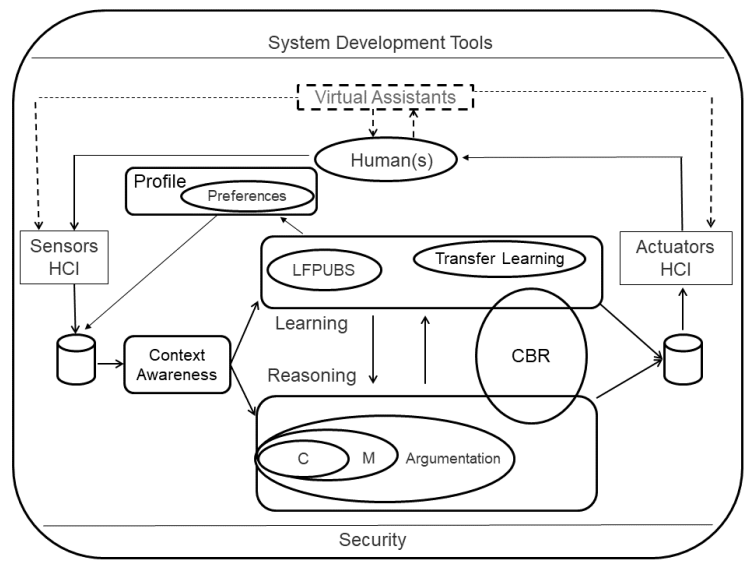 System Development Tools
Virtual Assistants
Human(s)
Profile
Preferences
Sensors
HCI
Actuators
HCI
LFPUBS
Transfer Learning
Learning
Context
Awareness
CBR
Reasoning
C
M
Argumentation
Security